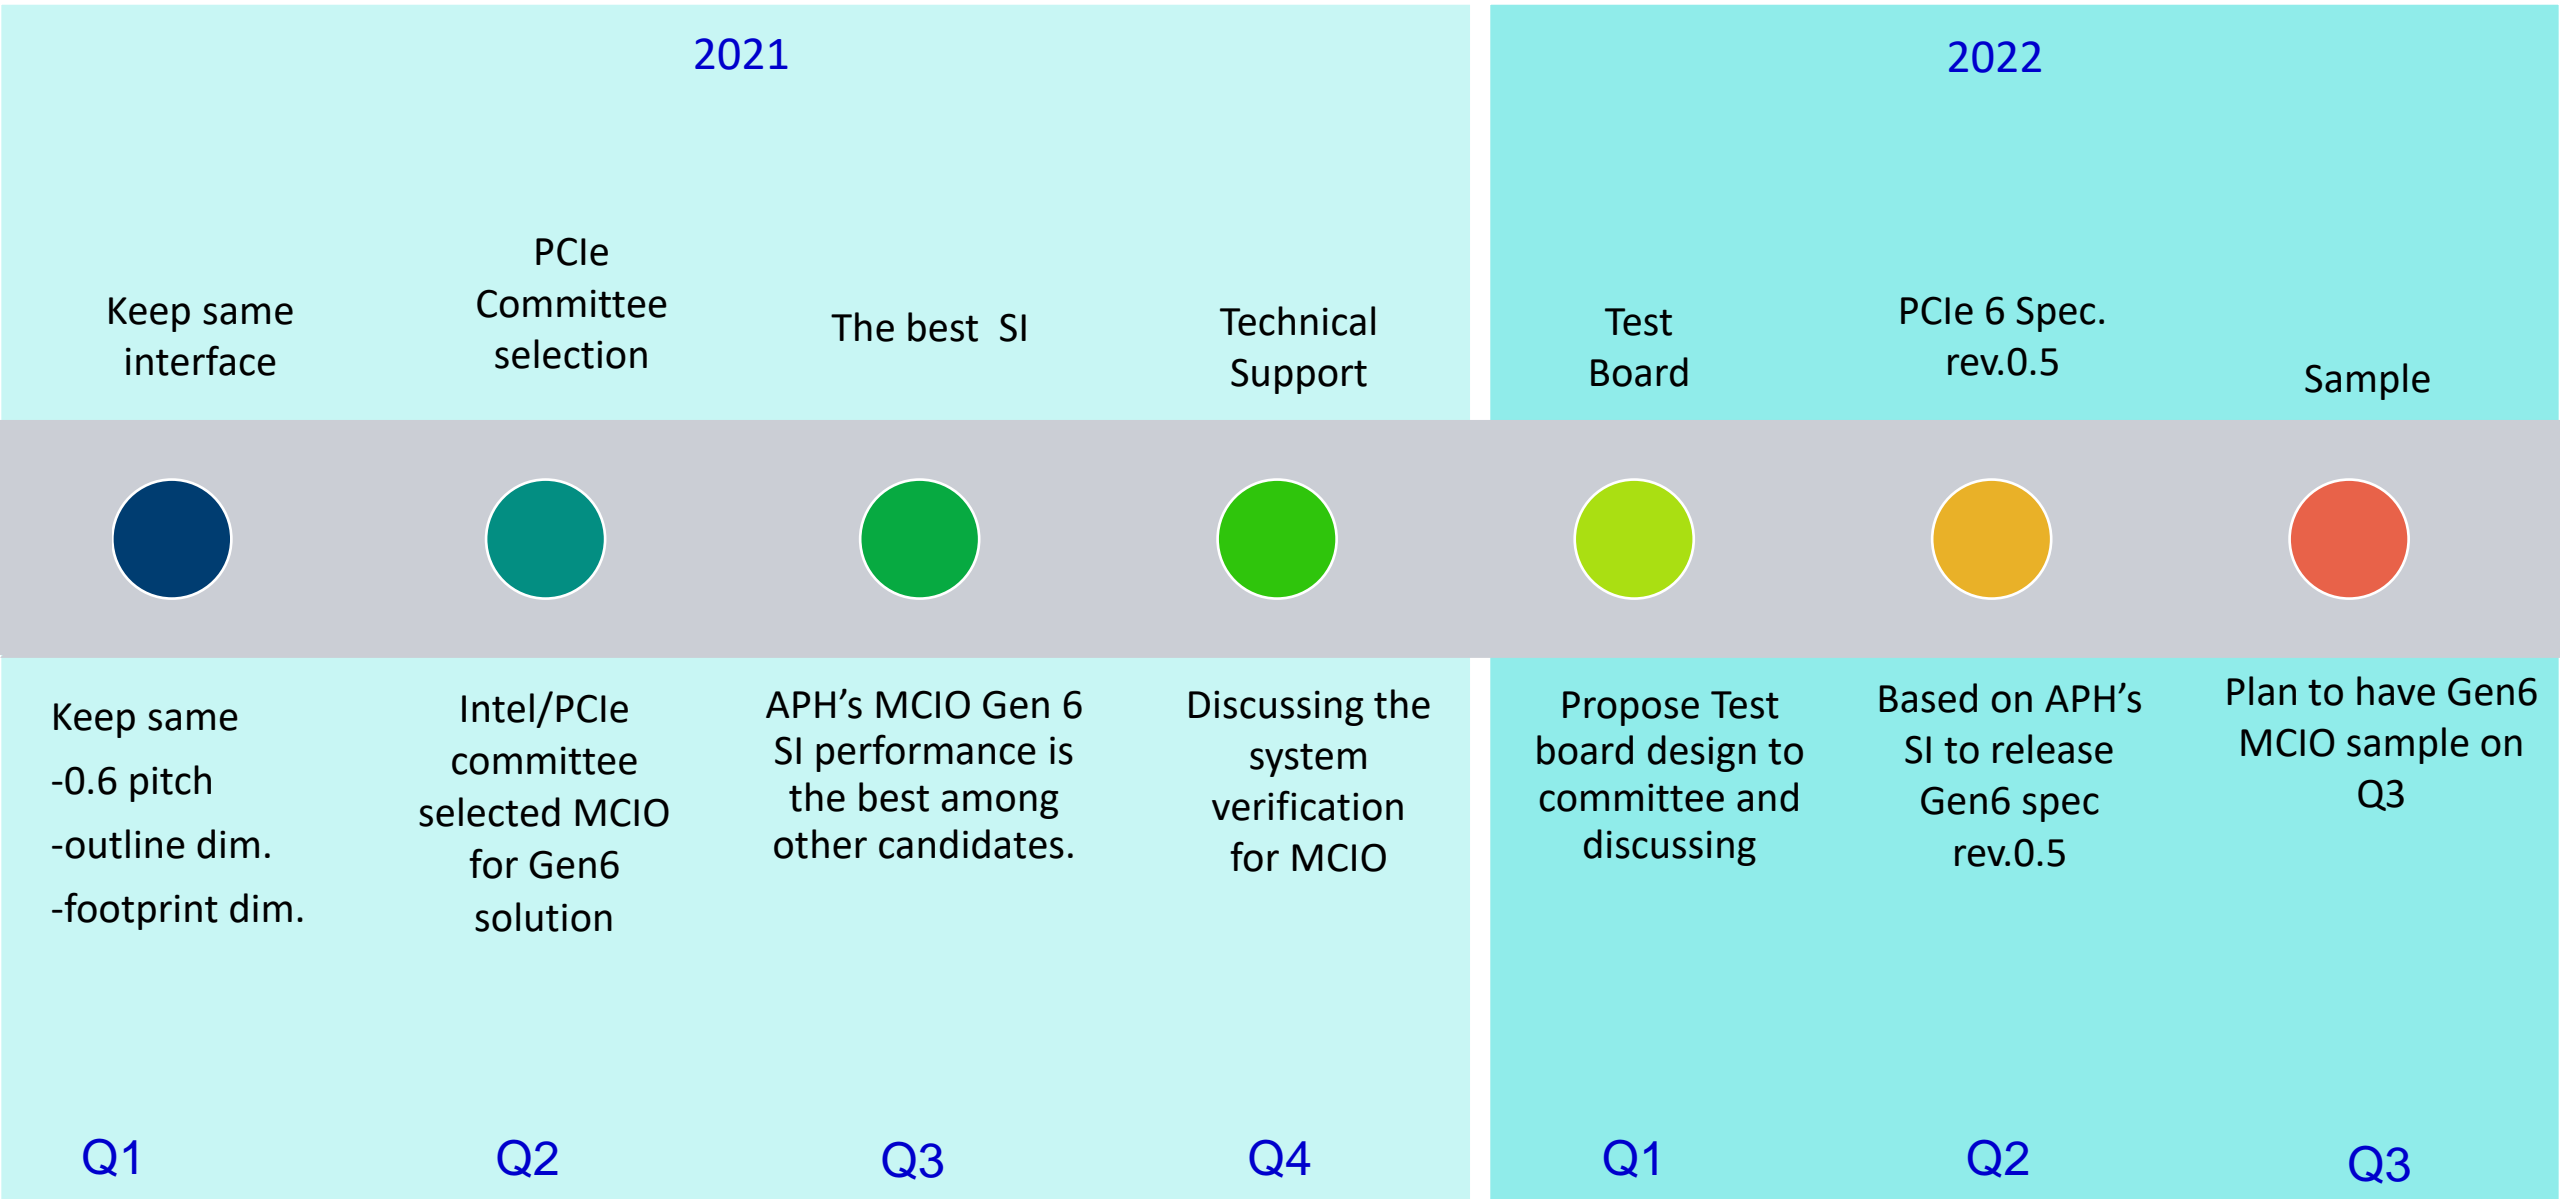 2021
2022
Keep same
interface
PCIe
Committee
selection
The best  SI
Technical
Support
Test
Board
PCIe 6 Spec.
rev.0.5
Sample
Keep same
-0.6 pitch
-outline dim.
-footprint dim.
Intel/PCIe
committee
selected MCIO
for Gen6
solution
APH’s MCIO Gen 6
SI performance is
the best among
other candidates.
Discussing the
system
verification
for MCIO
Propose Test
board design to
committee and
discussing
Based on APH’s
SI to release
Gen6 spec
rev.0.5
Plan to have Gen6
MCIO sample on
Q3
Q1
Q2
Q3
Q4
Q1
Q2
Q3